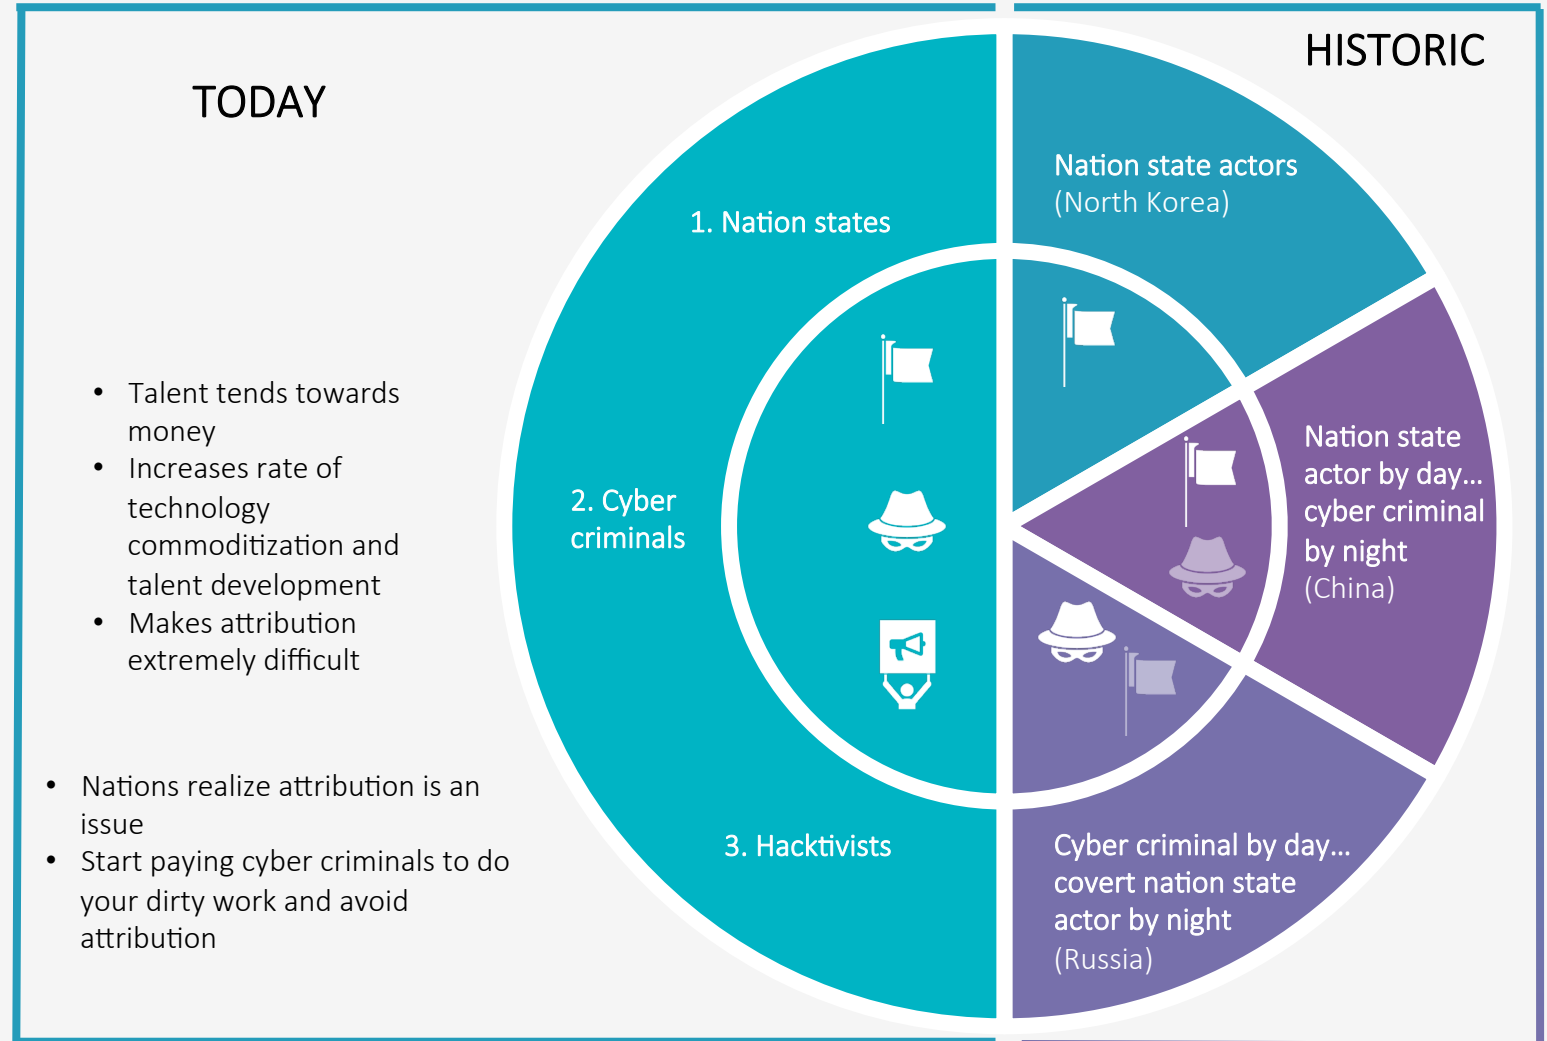 TODAY
• Talent tends towards
money
• Increases rate of
technology
commoditization and
talent development
• Makes attribution
extremely difficult
• Nations realize attribution is an
issue
• Start paying cyber criminals to do
your dirty work and avoid
attribution
1. Nation states
2. Cyber
criminals
3. Hacktivists
HISTORIC
Nation state actors
(North Korea)
Nation state
actor by day...
cyber criminal
by night
(China)
Cyber criminal by day...
covert nation state
actor by night
(Russia)